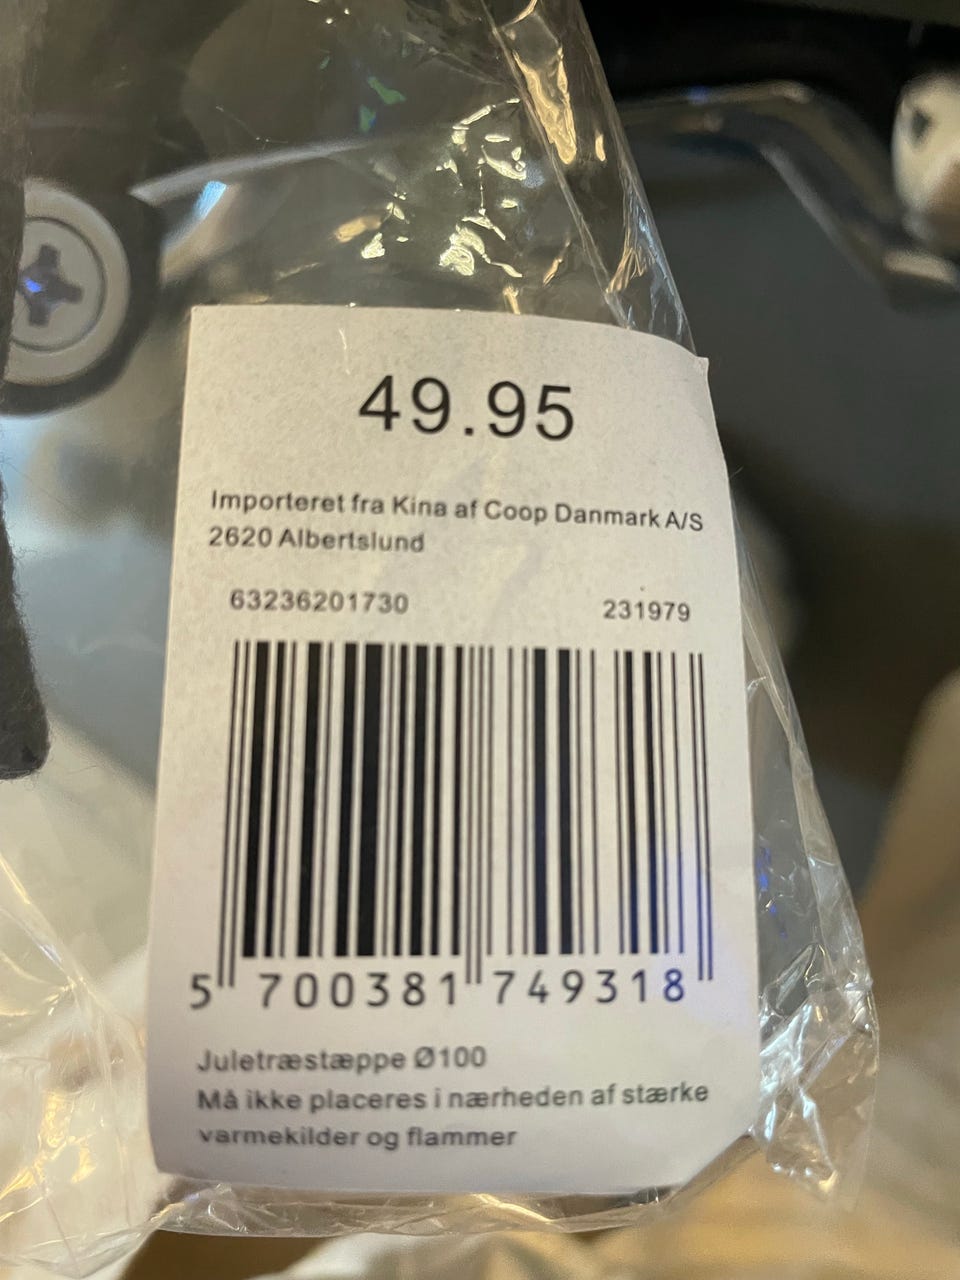 49.95
Importeret fra Kina af Coop Danmark A/S
2620 Albertslund
63236201730 231979
5 700381 749318
Juletræstæppe Ø100
Må ikke placeres i nærheden af stærke
varmekilder og flammer